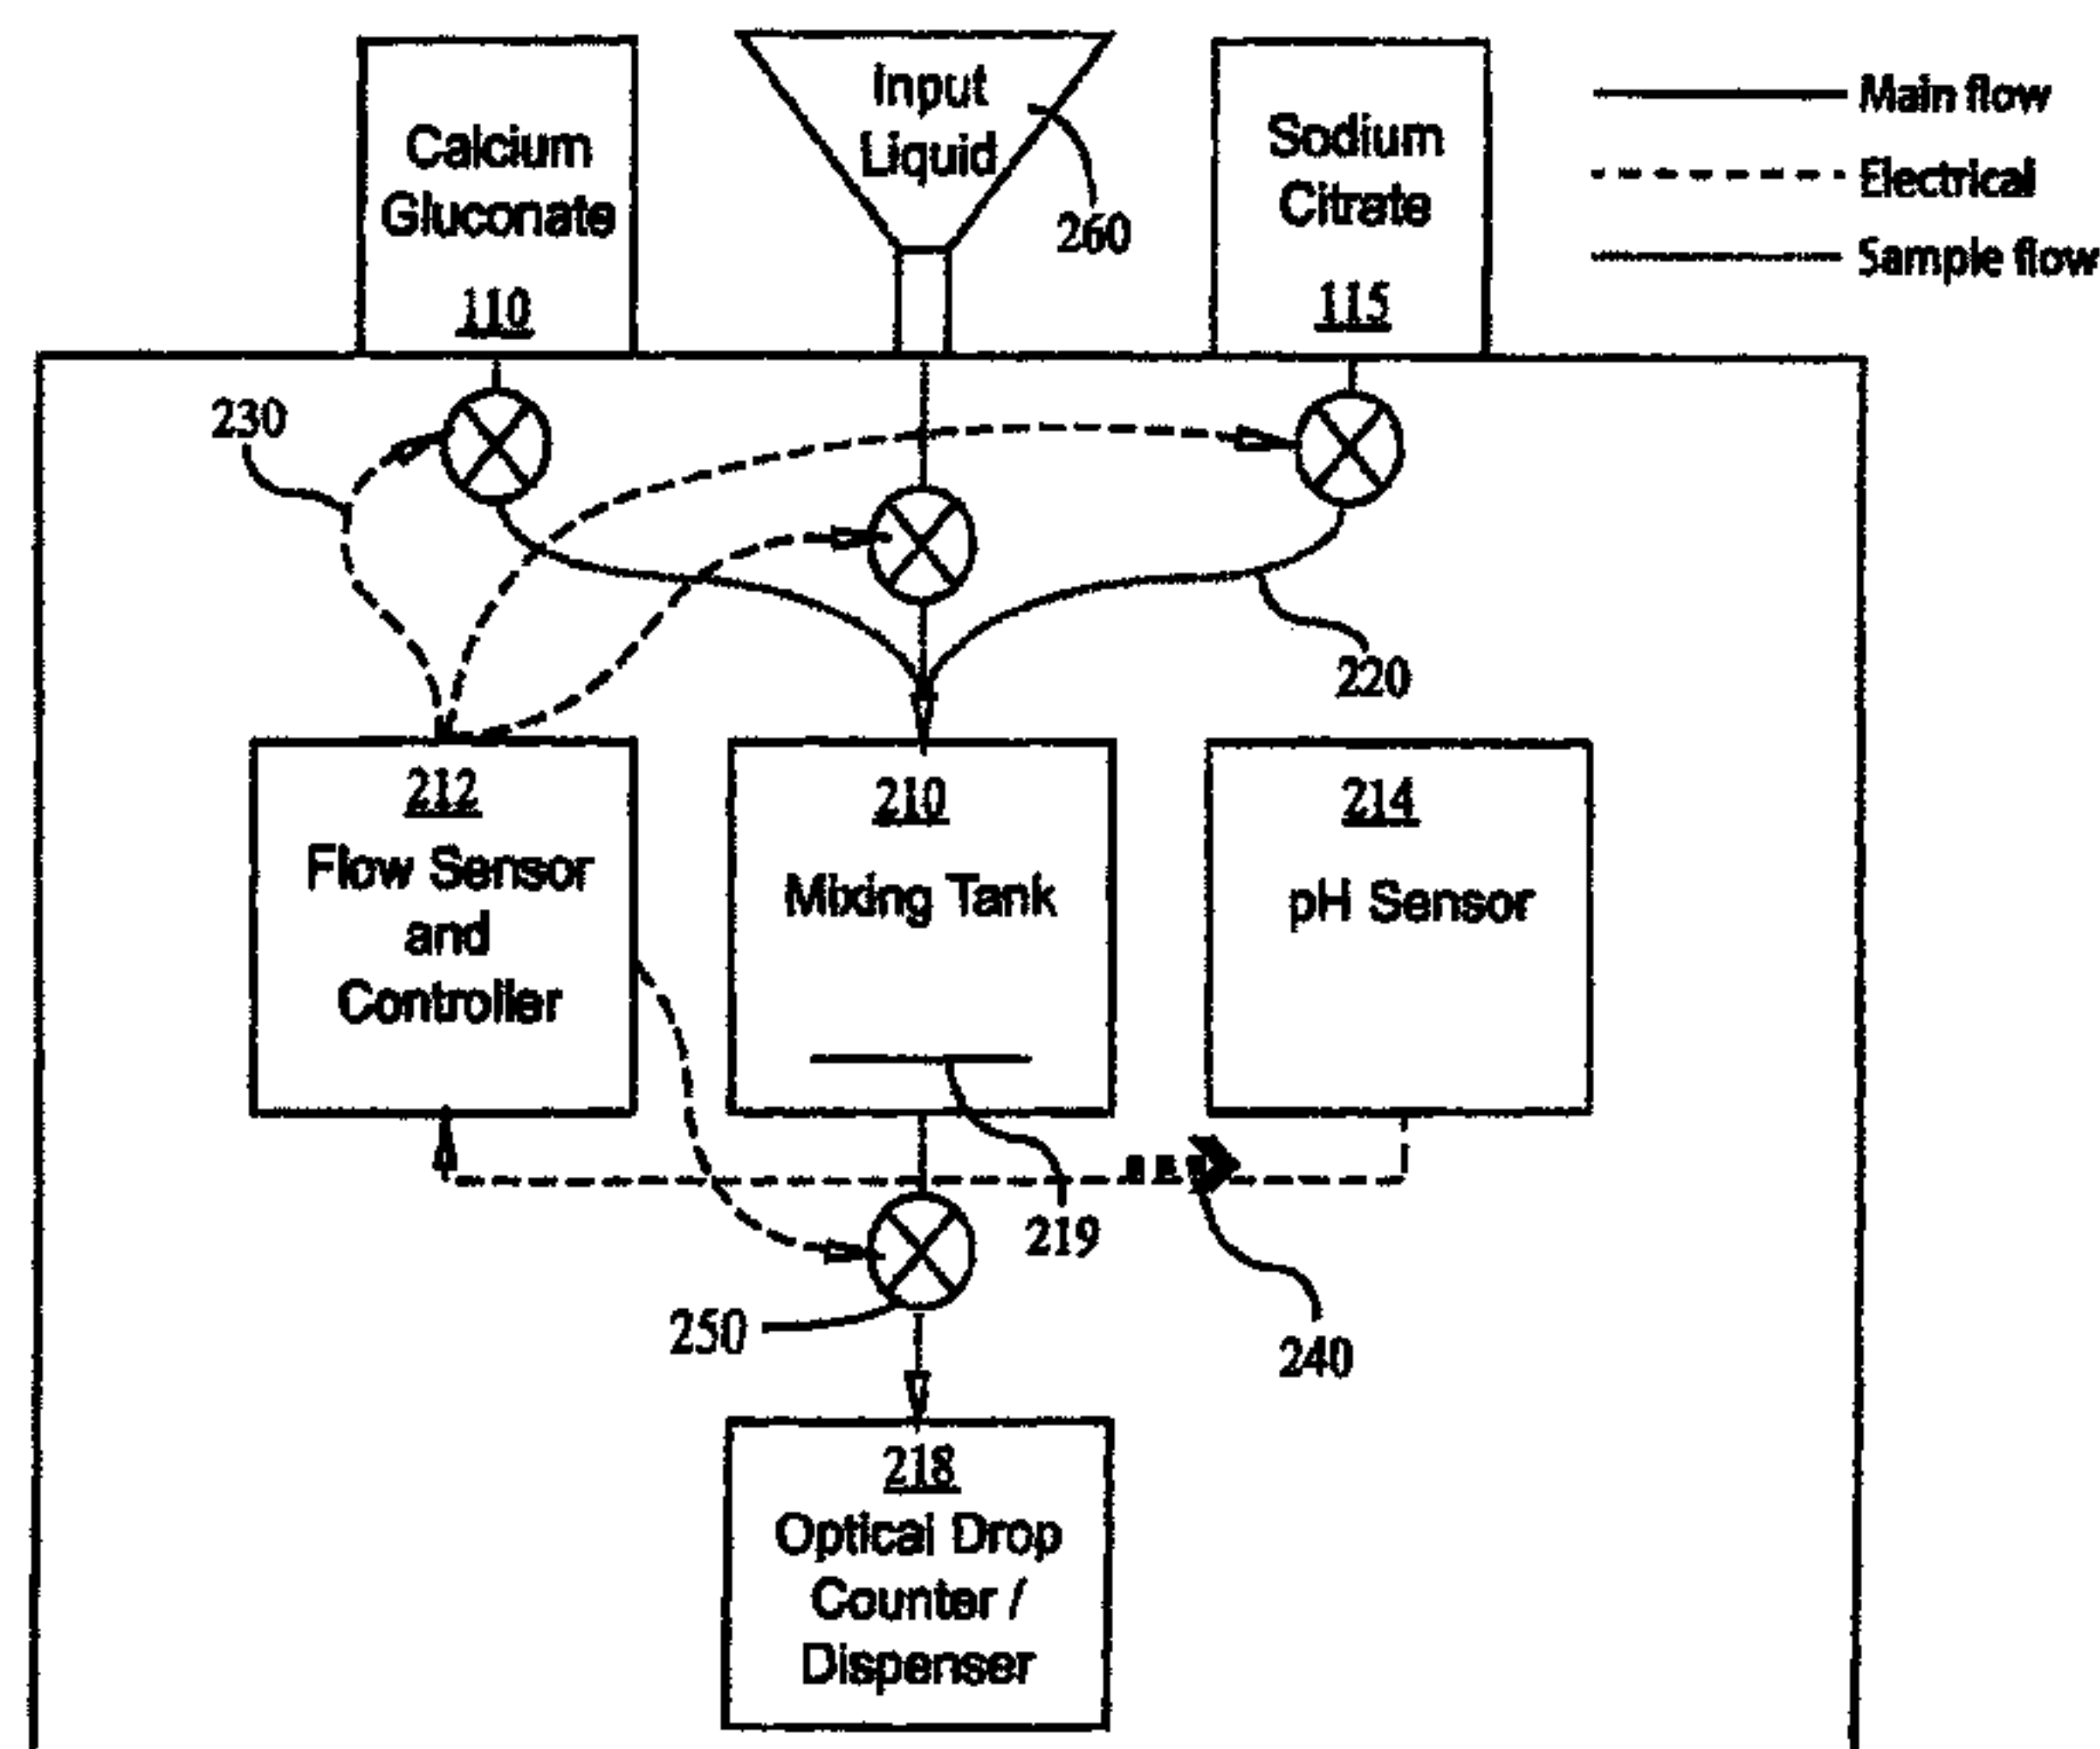 Calcium
Gluconate
110
Input
Liquid
260
Sodium
Citrate
115
Main flow
Electrical
Sample flow
230
220
212
Flow Sensor
and
Controller
210
Mixing Tank
214
pH Sensor
219
250
240
218
Optical Drop
Counter /
Dispenser